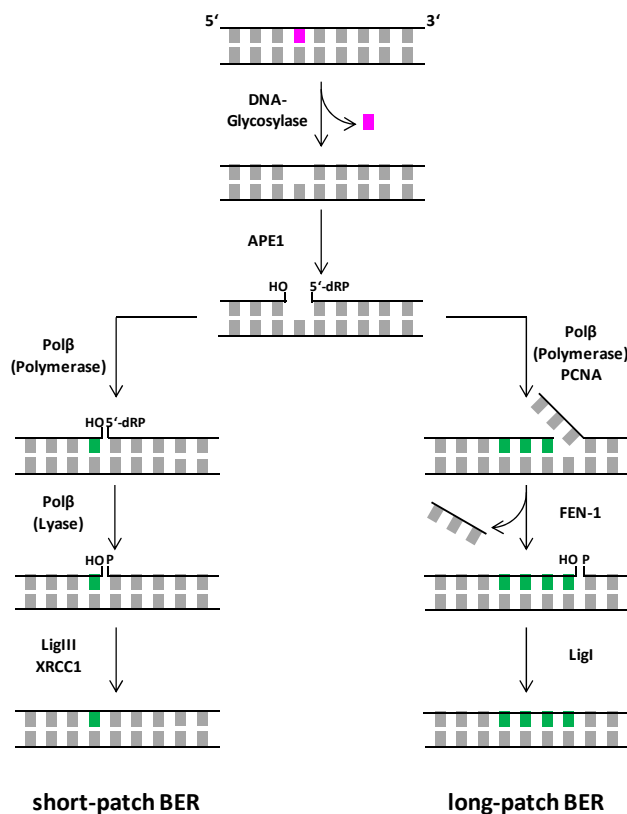 5‘ 3‘
DNA-
Glycosylase
APE1
HO 5‘-dRP
Polβ
(Polymerase)
Polβ
(Polymerase)
PCNA
HO 5‘-dRP
Polβ
(Lyase)
FEN-1
HO P
HO P
LigIII
XRCC1
LigI
short-patch BER
long-patch BER